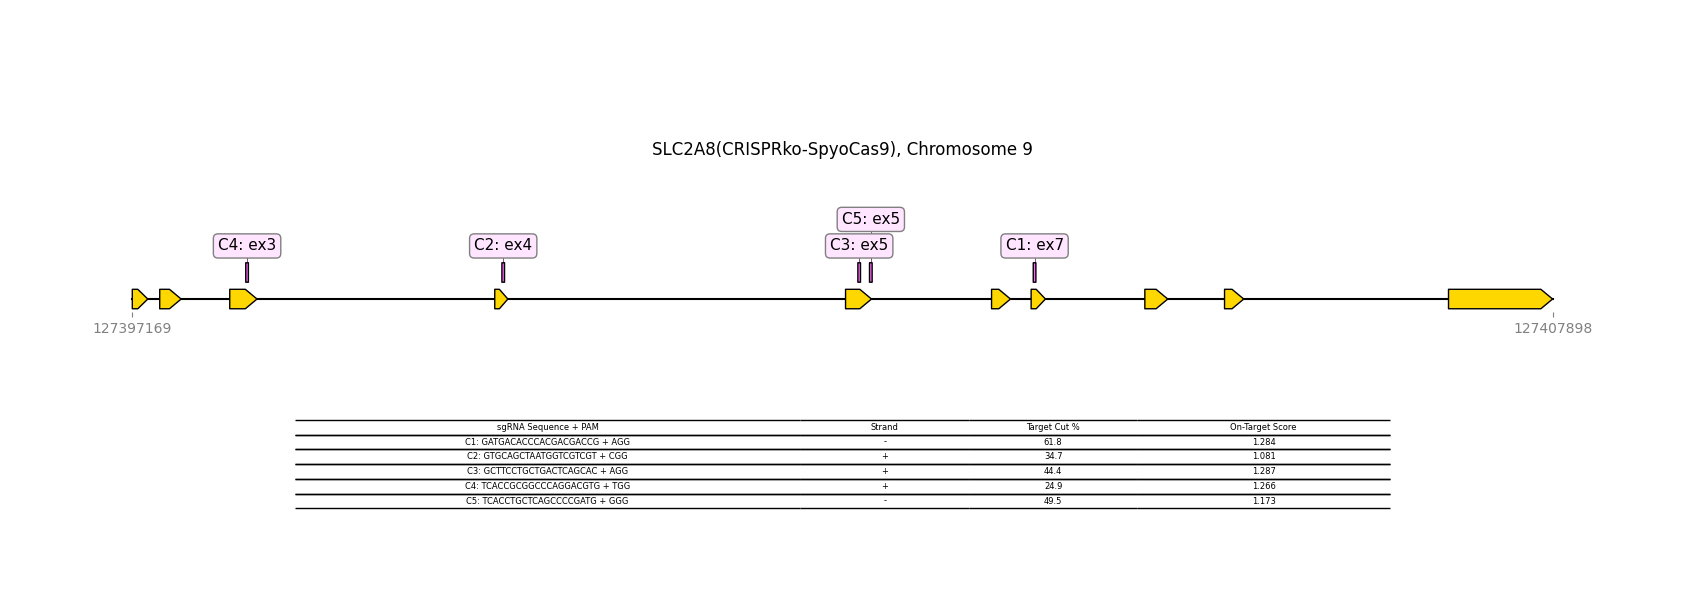 SLC2A8(CRISPRko-SpyoCas9), Chromosome 9
C5: ex5
C4: ex3
C2: ex4
C3: ex5
C1: ex7
127397169
127407898
sgRNA Sequence + PAM Strand Target Cut % On-Target Score
C1: GATGACACCCACGACGACCG + AGG - 61.8 1.284
C2: GTGCAGCTAATGGTCGTCGT + CGG + 34.7 1.081
C3: GCTTCCTGCTGACTCAGCAC + AGG + 44.4 1.287
C4: TCACCGCGGCCCAGGACGTG + TGG + 24.9 1.266
C5: TCACCTGCTCAGCCCCGATG + GGG - 49.5 1.173